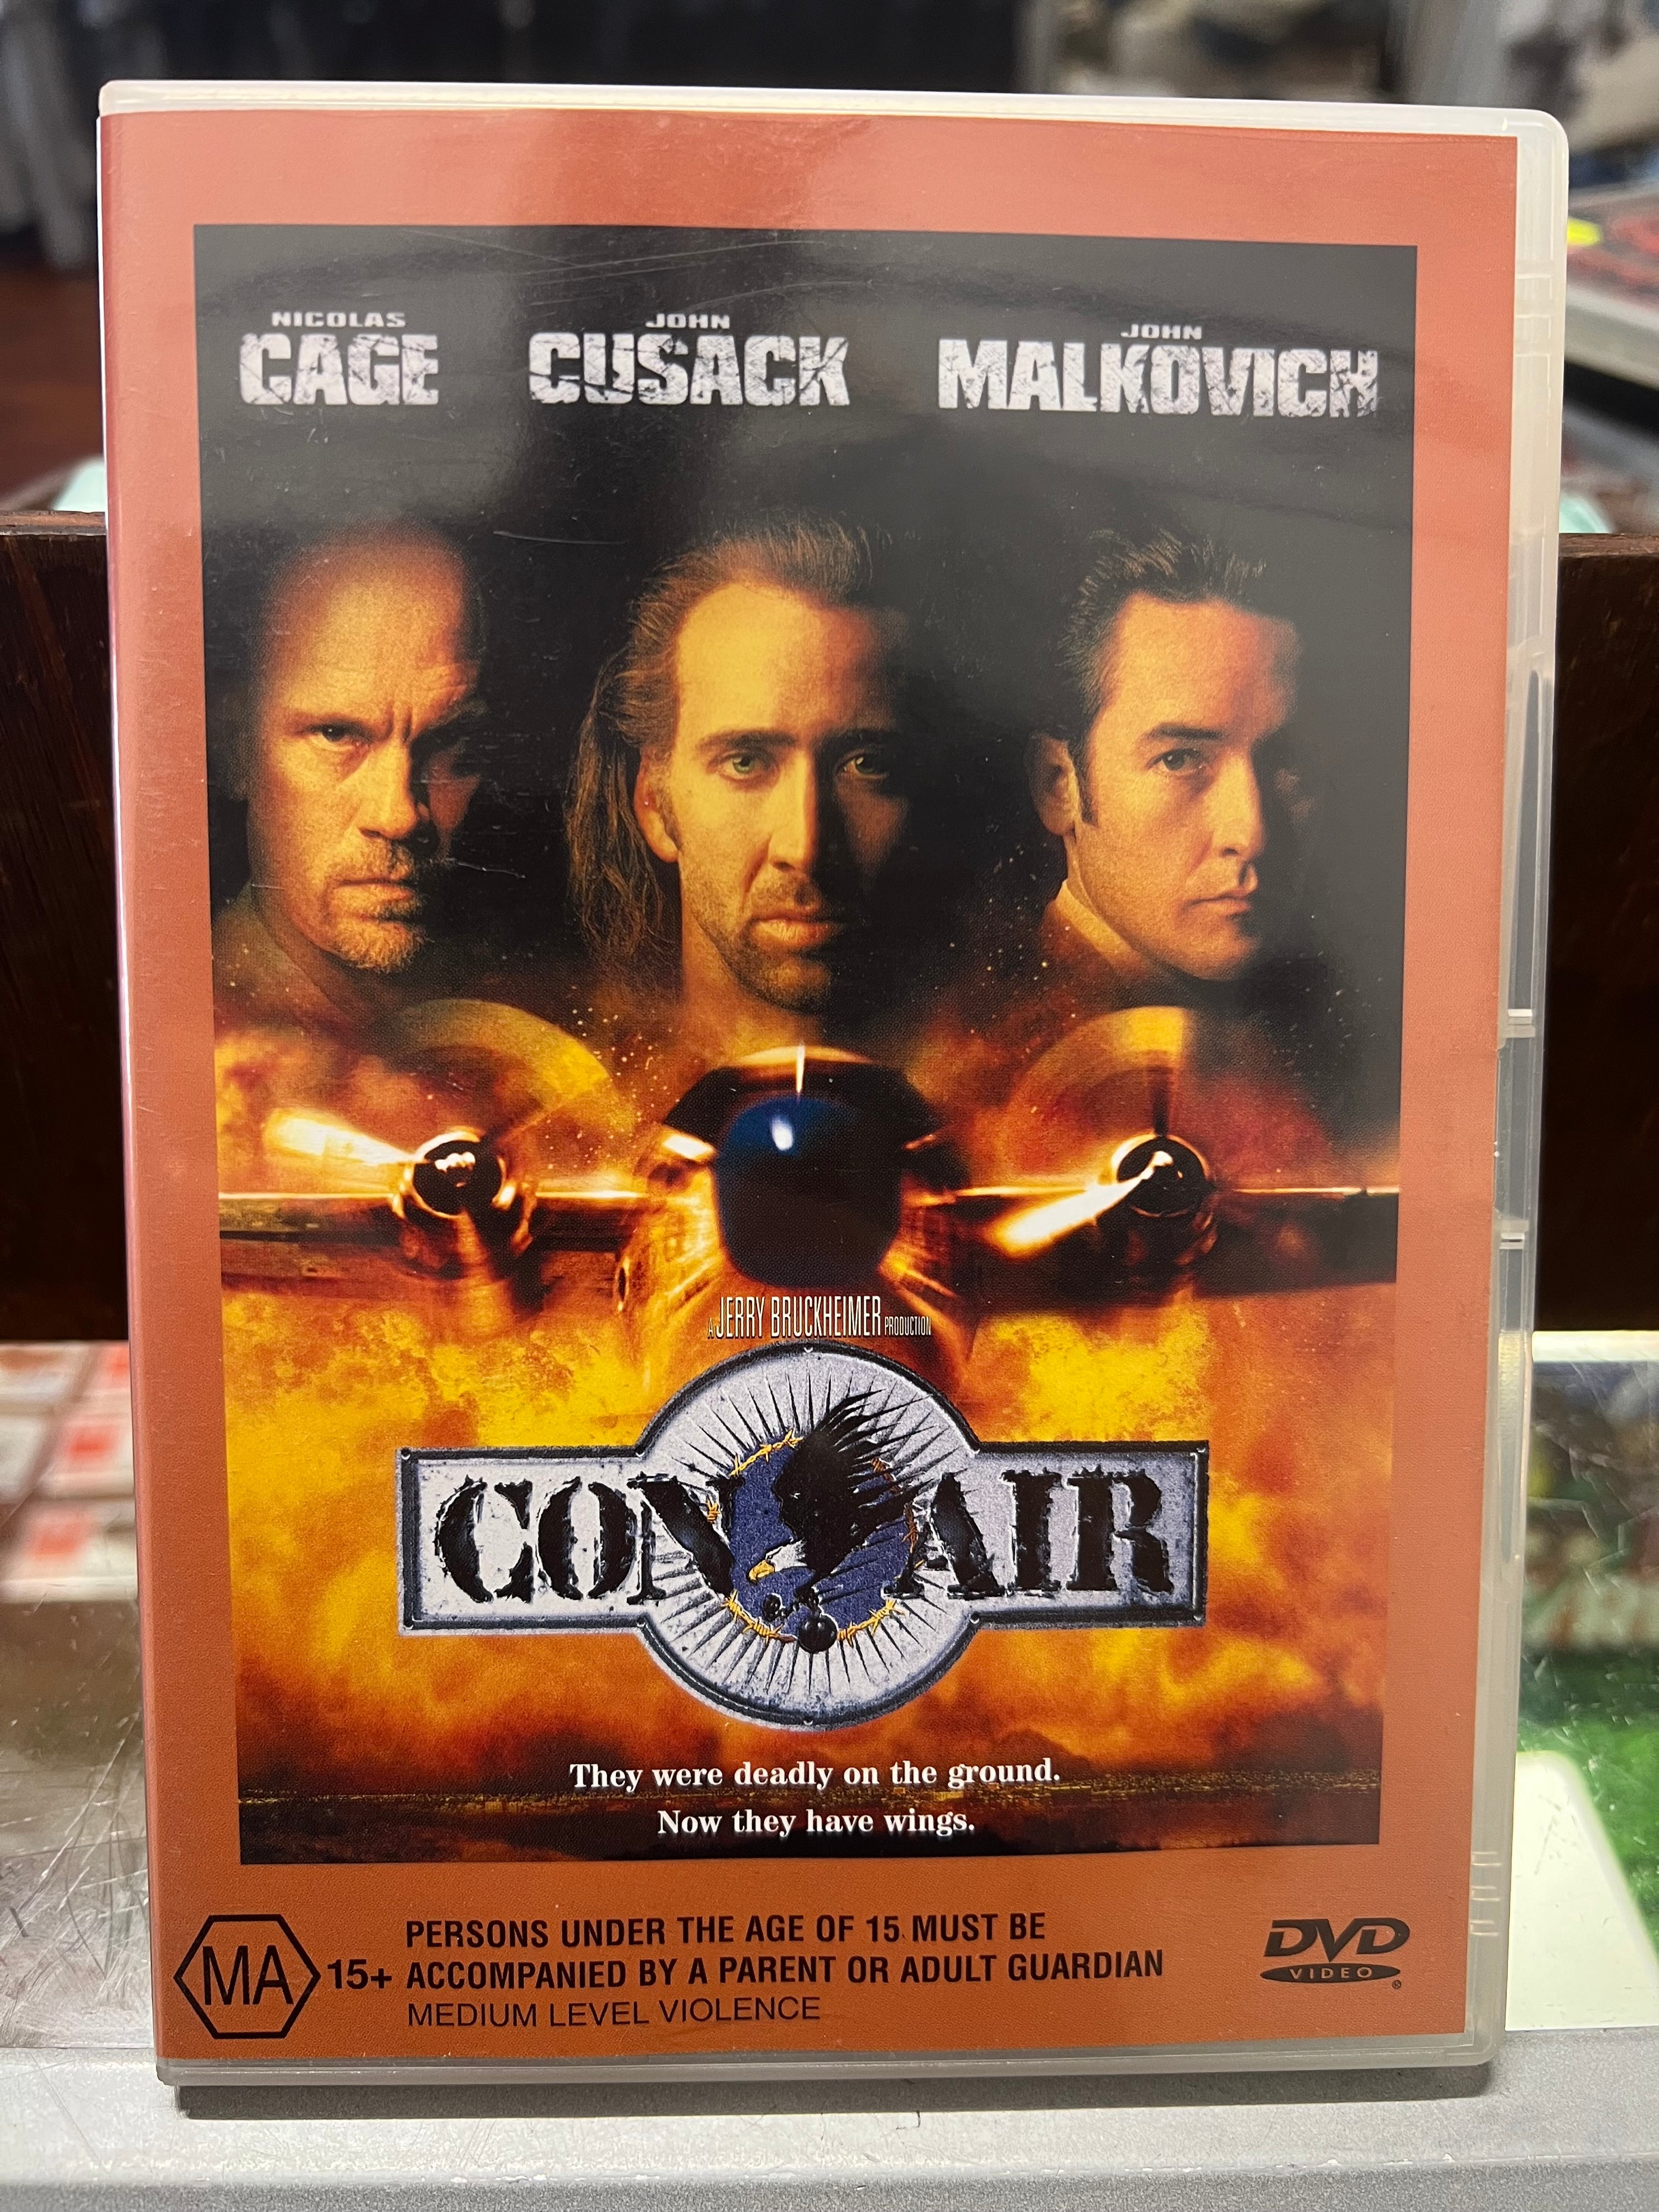 NICOLAS JOHN JOHN
CAGE CUSACK MALKOVICH
A JERRY BRUCKHEIMER PRODUCTION
CON AIR
They were deadly on the ground.
Now they have wings.
PERSONS UNDER THE AGE OF 15 MUST BE
MA 15+ ACCOMPANIED BY A PARENT OR ADULT GUARDIAN
MEDIUM LEVEL VIOLENCE
DVD
VIDEO ®